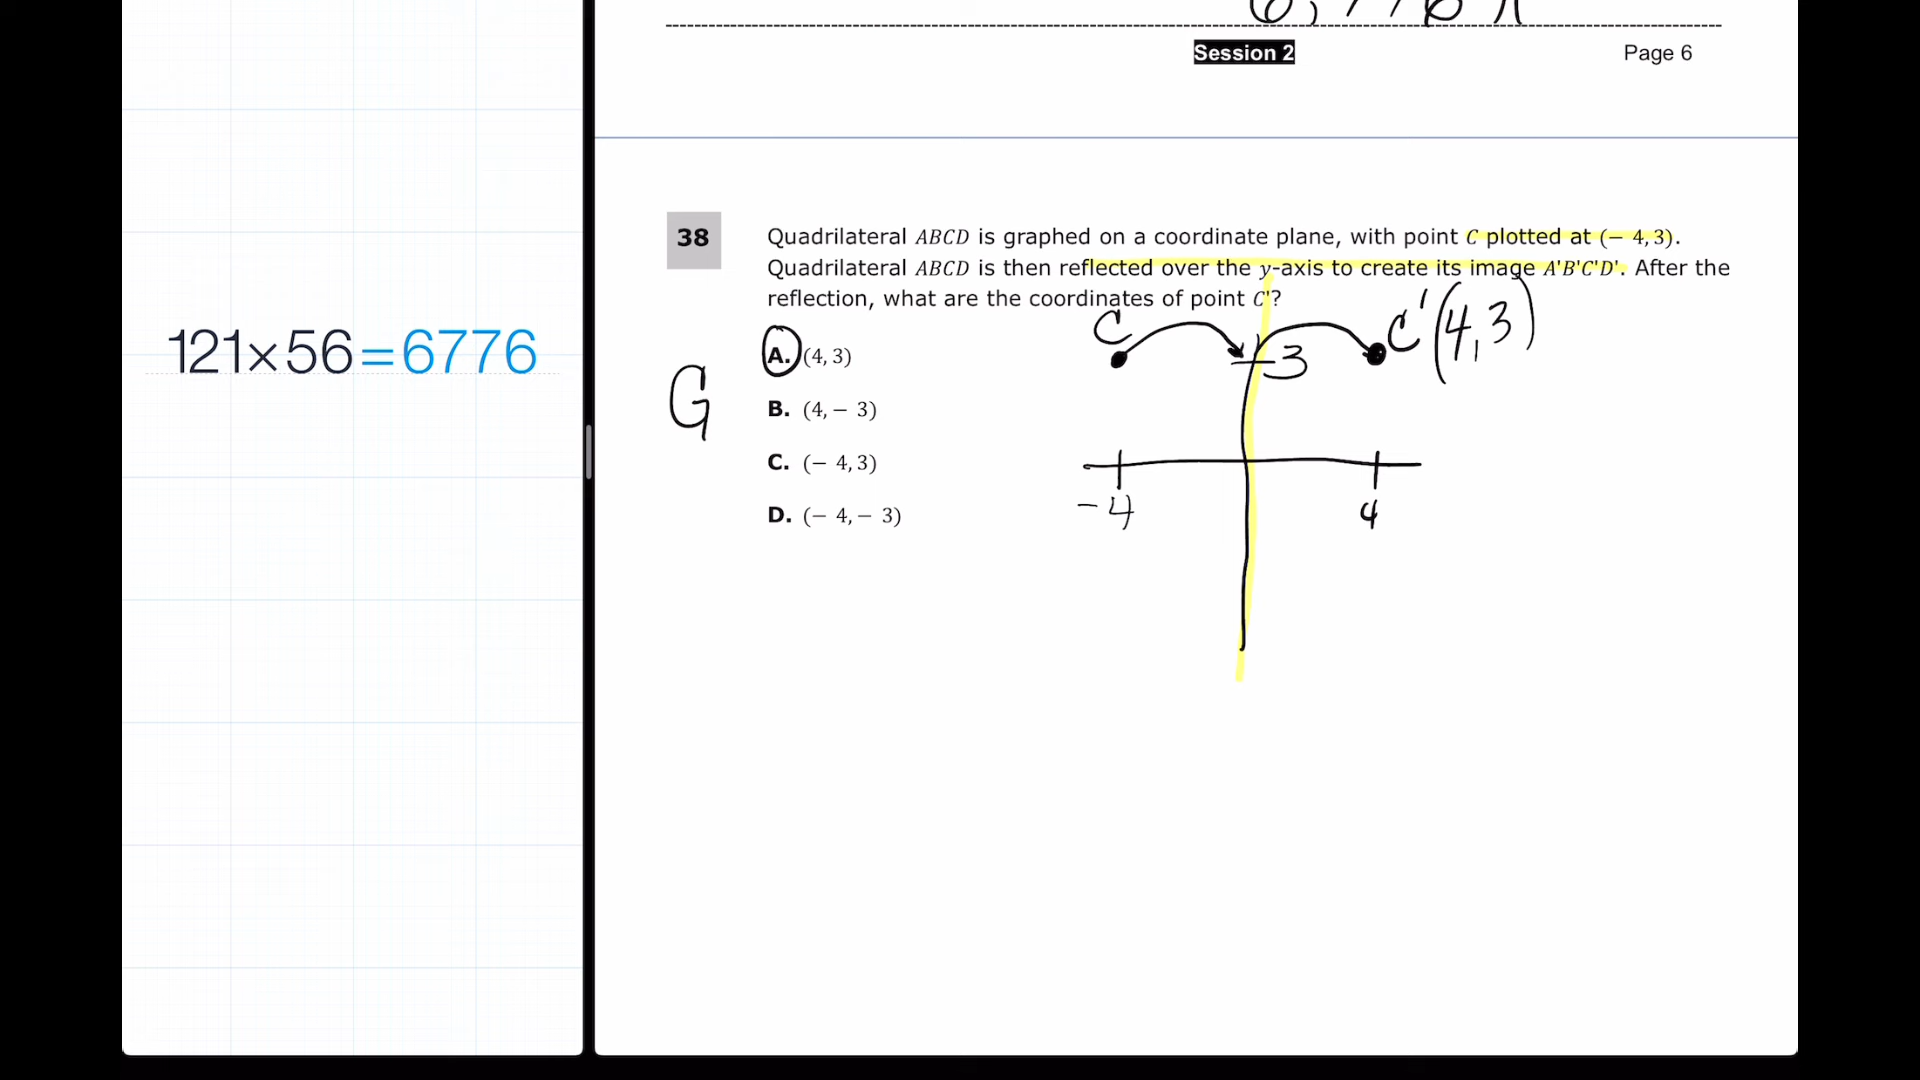 6,776π
Session 2 Page 6
121×56=6776
38
Quadrilateral ABCD is graphed on a coordinate plane, with point C plotted at (− 4, 3).
Quadrilateral ABCD is then reflected over the y-axis to create its image A'B'C'D'. After the
reflection, what are the coordinates of point C'?
A. (4, 3)
B. (4, − 3)
C. (− 4, 3)
D. (− 4, − 3)
G
C
C'(4,3)
3
-4
4